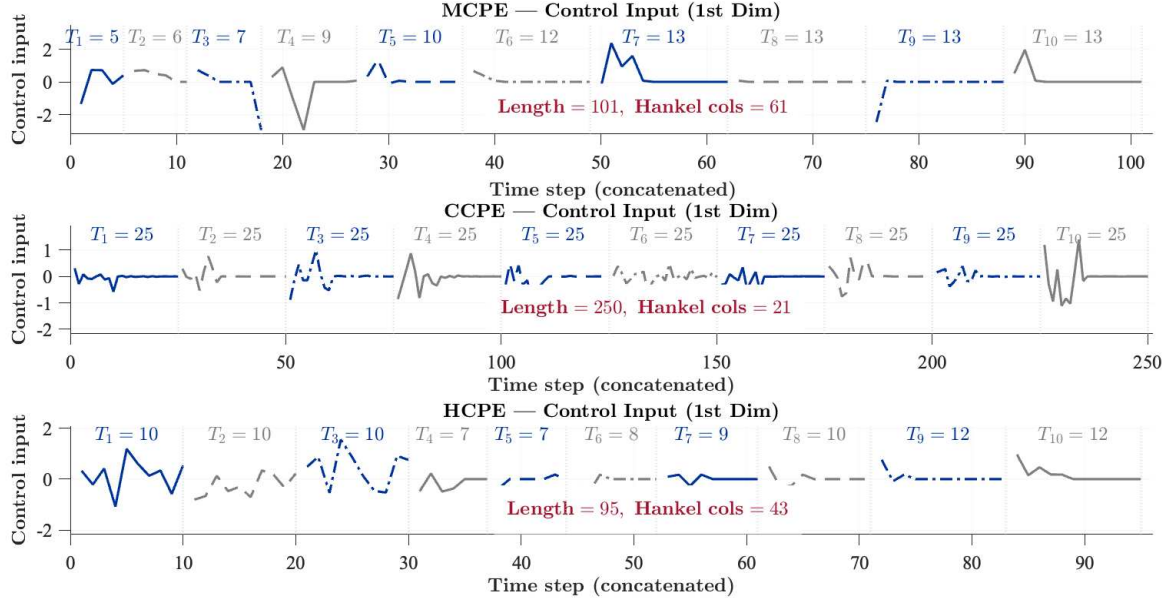 MCPE — Control Input (1st Dim)
T1 = 5 T2 = 6 T3 = 7 T4 = 9 T5 = 10 T6 = 12 T7 = 13 T8 = 13 T9 = 13 T10 = 13
Control input
2
0
-2
Length = 101, Hankel cols = 61
0 10 20 30 40 50 60 70 80 90 100
Time step (concatenated)
CCPE — Control Input (1st Dim)
T1 = 25 T2 = 25 T3 = 25 T4 = 25 T5 = 25 T6 = 25 T7 = 25 T8 = 25 T9 = 25 T10 = 25
Control input
1
0
-1
-2
Length = 250, Hankel cols = 21
0 50 100 150 200 250
Time step (concatenated)
HCPE — Control Input (1st Dim)
T1 = 10 T2 = 10 T3 = 10 T4 = 7 T5 = 7 T6 = 8 T7 = 9 T8 = 10 T9 = 12 T10 = 12
Control input
2
0
-2
Length = 95, Hankel cols = 43
0 10 20 30 40 50 60 70 80 90
Time step (concatenated)